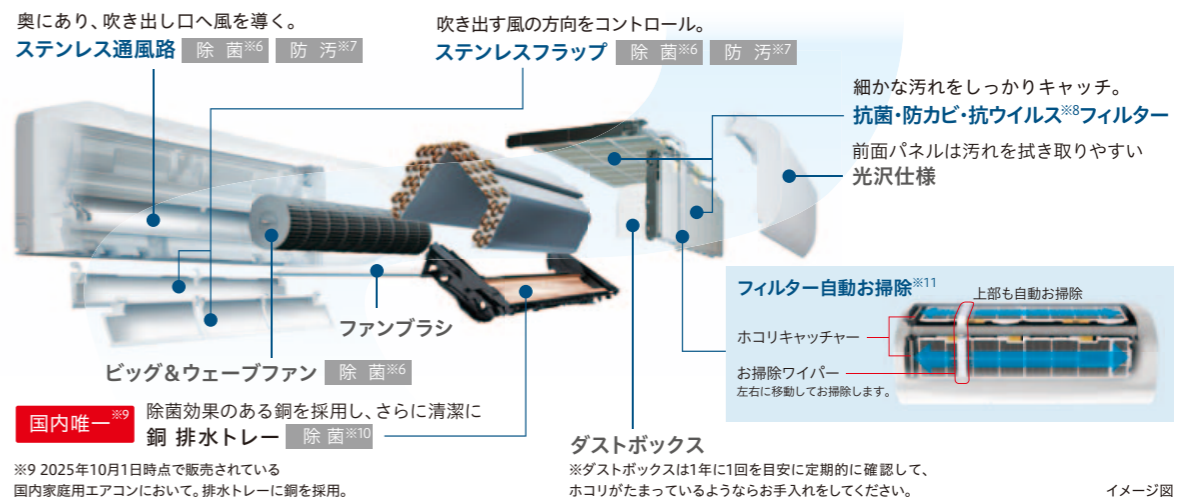 奥にあり、吹き出し口へ風を導く。
ステンレス通風路 除菌※6 防汚※7
吹き出す風の方向をコントロール。
ステンレスフラップ 除菌※6 防汚※7
細かな汚れをしっかりキャッチ。
抗菌・防カビ・抗ウイルス※8フィルター
前面パネルは汚れを拭き取りやすい
光沢仕様
フィルター自動お掃除※11
上部も自動お掃除
ホコリキャッチャー
お掃除ワイパー
左右に移動してお掃除します。
ファンブラシ
ビッグ＆ウェーブファン 除菌※6
国内唯一※9
除菌効果のある銅を採用し、さらに清潔に
銅 排水トレー 除菌※10
※9 2025年10月1日時点で販売されている
国内家庭用エアコンにおいて。排水トレーに銅を採用。
ダストボックス
※ダストボックスは1年に1回を目安に定期的に確認して、
ホコリがたまっているようならお手入れをしてください。
イメージ図